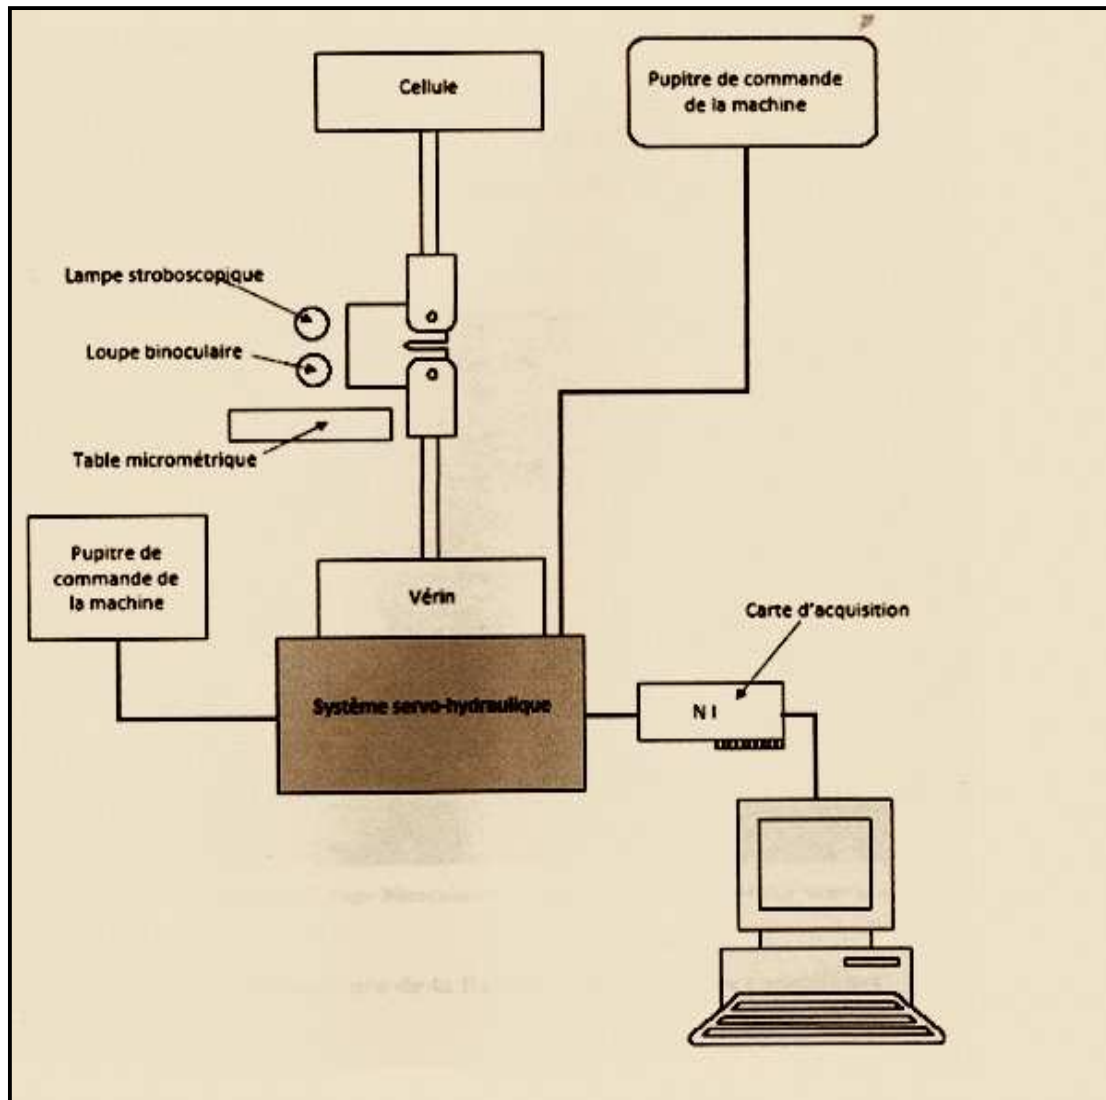 Cellule
Pupitre de commande
de la machine
Lampe stroboscopique
Loupe binoculaire
Table micrométrique
Pupitre de
commande de
la machine
Vérin
Carte d'acquisition
Système servo-hydraulique
N I